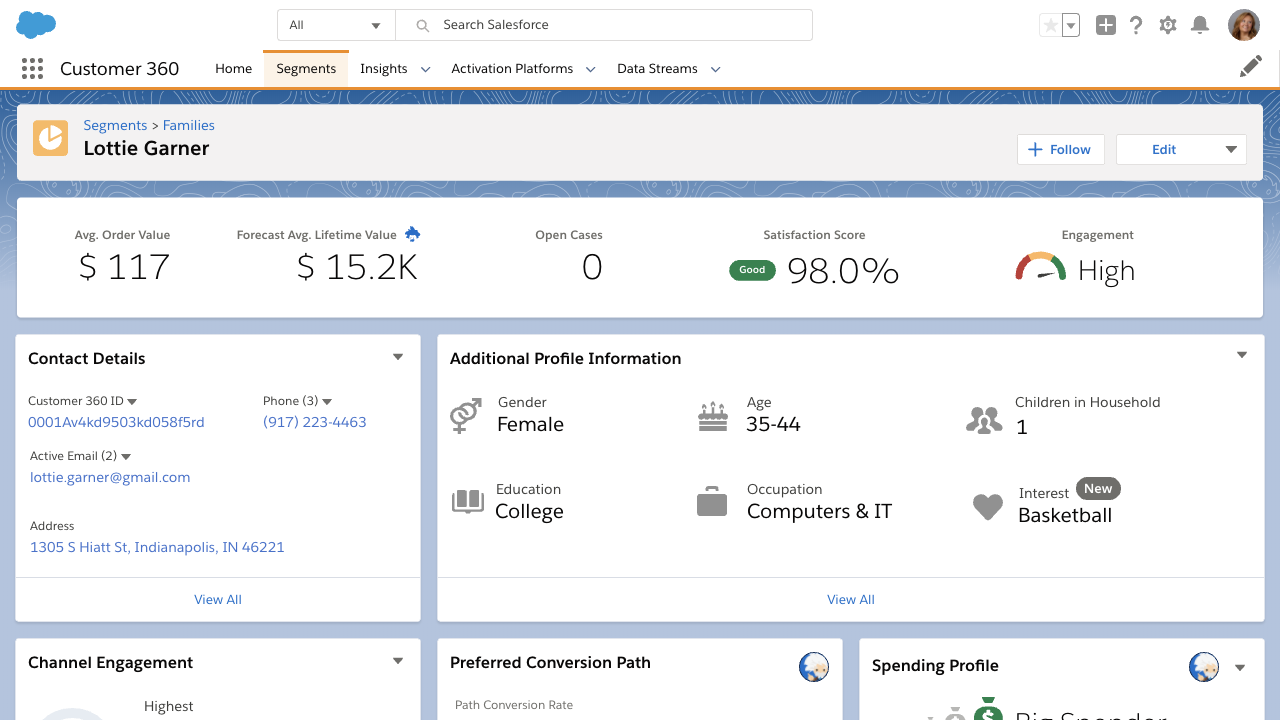 All
Search Salesforce
Customer 360
Home
Segments
Insights
Activation Platforms
Data Streams
Segments > Families
Lottie Garner
Follow
Edit
Avg. Order Value
$ 117
Forecast Avg. Lifetime Value
$ 15.2K
Open Cases
0
Satisfaction Score
Good
98.0%
Engagement
High
Contact Details
Customer 360 ID
0001Av4kd9503kd058f5rd
Phone (3)
(917) 223-4463
Active Email (2)
lottie.garner@gmail.com
Address
1305 S Hiatt St, Indianapolis, IN 46221
View All
Additional Profile Information
Gender
Female
Age
35-44
Children in Household
1
Education
College
Occupation
Computers & IT
Interest
New
Basketball
View All
Channel Engagement
Highest
Preferred Conversion Path
Path Conversion Rate
Spending Profile
Big Spender